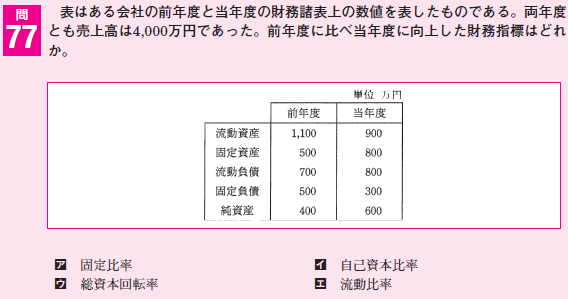 問
77
表はある会社の前年度と当年度の財務諸表上の数値を表したものである。両年度
とも売上高は4,000万円であった。前年度に比べ当年度に向上した財務指標はどれ
か。
単位 万円
前年度 当年度
流動資産 1,100 900
固定資産 500 800
流動負債 700 800
固定負債 500 300
純資産 400 600
ア 固定比率 イ 自己資本比率
ウ 総資本回転率 エ 流動比率